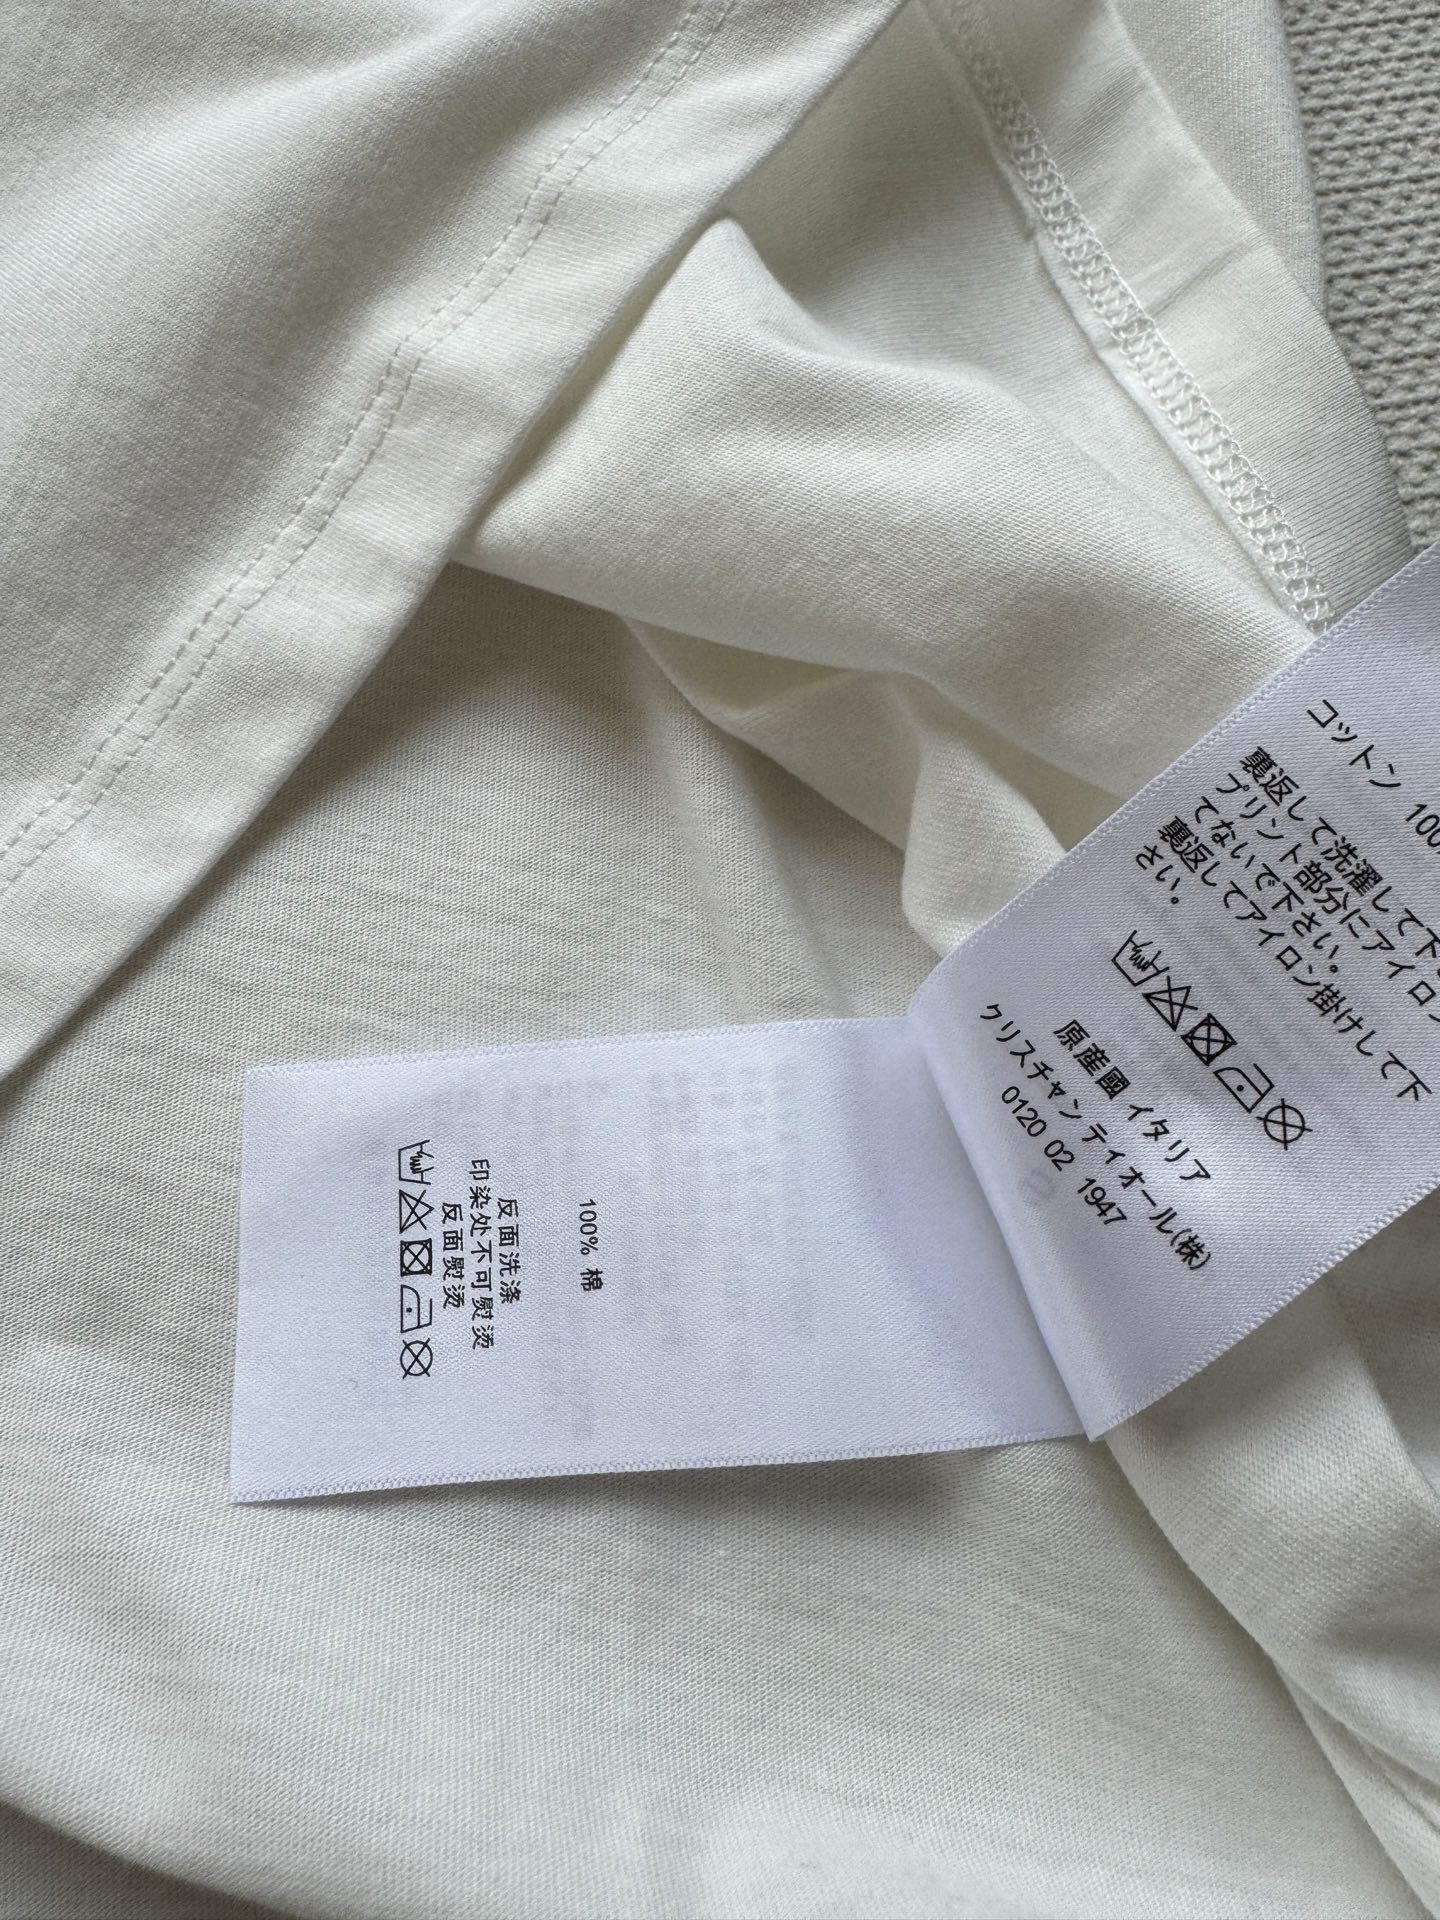 コットン 100%
裏返して洗濯して下さい
プリント部分にアイロン
てないで下さい。
裏返してアイロン掛けして下
さい。
原産國 イタリア
クリスチャン ディオール(株)
0120 02 1947
100% 棉
反面洗涤
印染处不可熨烫
反面熨烫